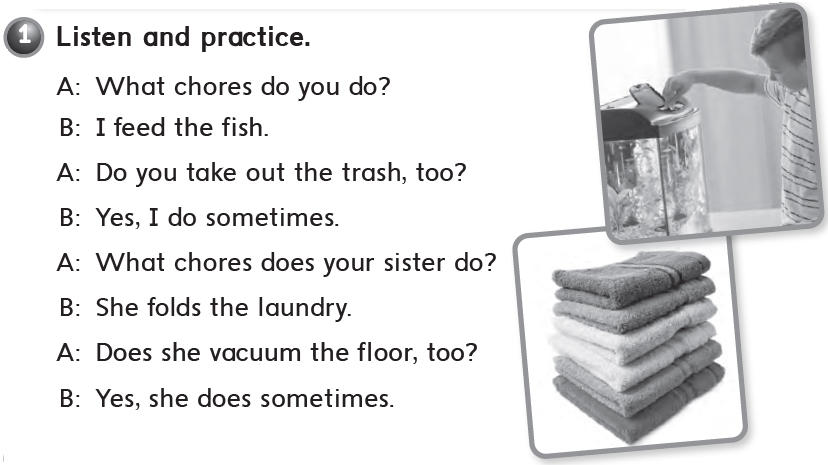 1 Listen and practice.
A: What chores do you do?
B: I feed the fish.
A: Do you take out the trash, too?
B: Yes, I do sometimes.
A: What chores does your sister do?
B: She folds the laundry.
A: Does she vacuum the floor, too?
B: Yes, she does sometimes.